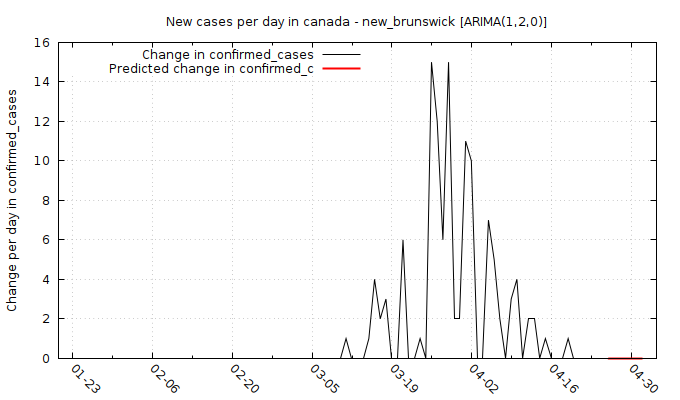 New cases per day in canada - new_brunswick [ARIMA(1,2,0)]
Change in confirmed_cases
Predicted change in confirmed_c
Change per day in confirmed_cases
16
14
12
10
8
6
4
2
0
01-23 02-06 02-20 03-05 03-19 04-02 04-16 04-30